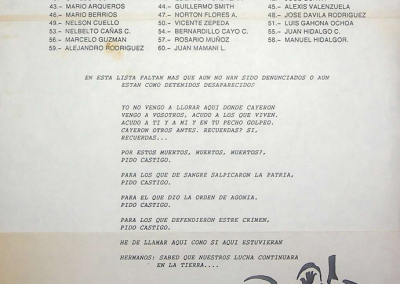 43.- MARIO ARQUEROS 44.- GUILLERMO SMITH 45.- ALEXIS VALENZUELA
46.- MARIO BERRIOS 47.- NORTON FLORES A. 48.- JOSE DAVILA RODRIGUEZ
49.- NELSON CUELLO 50.- VICENTE ZEPEDA 51.- LUIS GAHONA OCHOA
53.- NELBELTO CAÑAS C. 54.- BERNARDILLO CAYO C. 55.- JUAN HIDALGO C.
56.- MARCELO GUZMAN 57.- ROSARIO MUÑOZ 58.- MANUEL HIDALGOR.
59.- ALEJANDRO RODRIGUEZ 60.- JUAN MAMANI L.
EN ESTA LISTA FALTAN MAS QUE AUN NO HAN SIDO DENUNCIADOS O AUN
ESTAN COMO DETENIDOS DESAPARECIDOS
YO NO VENGO A LLORAR AQUI DONDE CAYERON
VENGO A VOSOTROS, ACUDO A LOS QUE VIVEN.
ACUDO A TI Y A MI Y EN TU PECHO GOLPEO.
CAYERON OTROS ANTES. RECUERDAS? SI,
RECUERDAS...
POR ESTOS MUERTOS, MUERTOS, MUERTOS?,
PIDO CASTIGO.
PARA LOS QUE DE SANGRE SALPICARON LA PATRIA,
PIDO CASTIGO.
PARA EL QUE DIO LA ORDEN DE AGOMIA.
PIDO CASTIGO.
PARA LOS QUE DEFENDIERON ESTRE CRIMEN,
PIDO CASTIGO.
HE DE LLAMAR AQUI COMO SI AQUI ESTUVIERAN
HERMANOS: SABED QUE NUESTROS LUCHA CONTINUARA
EN LA TIERRA....